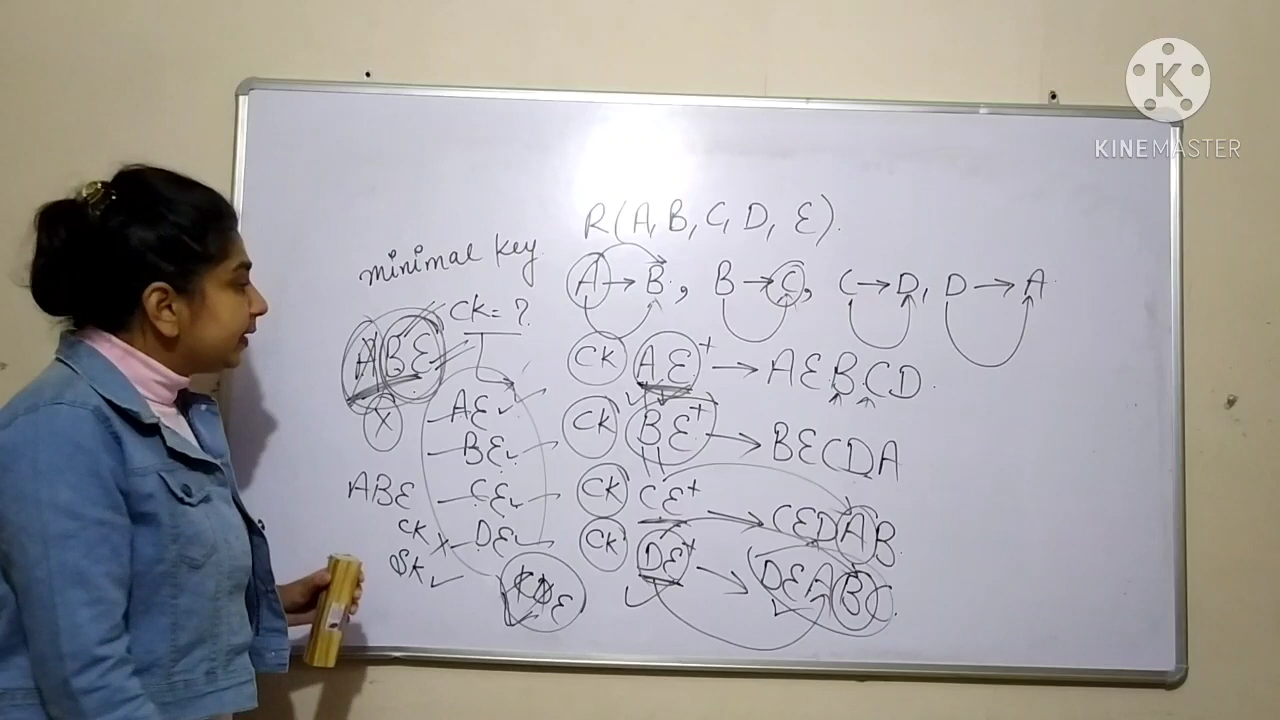 KINEMASTER
R(A, B, C, D, E).
minimal key
A → B, B → C, C → D, D → A
CK = ?
ABE
CK AE+ → AEBCD
X
AE ✓
CK BE+ → BECDA
BE ✓
ABE
CE ✓
CK CE+ → CEDAB
CK X
DE ✓
CK DE+ → DEABC
SK ✓